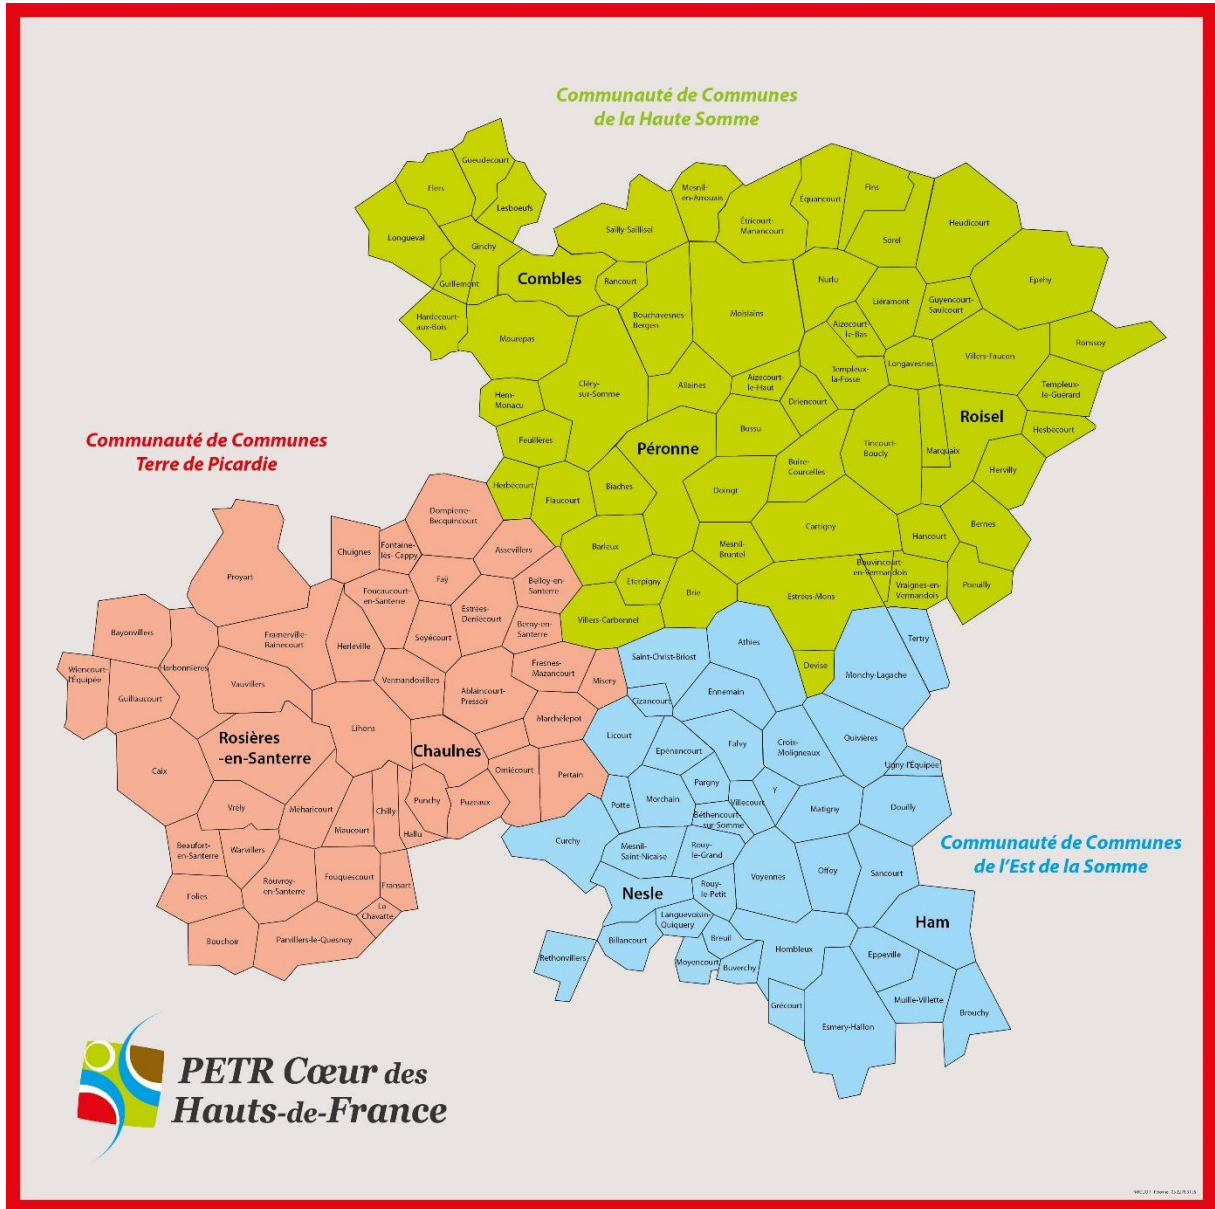 Communauté de Communes
de la Haute Somme
Gueudecourt
Flers
Lesboeufs
Longueval
Ginchy
Guillemont
Combles
Rancourt
Sailly-Saillisel
Mesnil-
en-Arrouais
Étricourt-
Manancourt
Équancourt
Fins
Sorel
Heudicourt
Epehy
Nurlu
Liéramont
Guyencourt-
Saulcourt
Hardecourt-
aux-Bois
Maurepas
Bouchavesnes-
Bergen
Moislains
Aizecourt-
le-Bas
Ronssoy
Villers-Faucon
Longavesnes
Templeux-
la-Fosse
Templeux-
le-Guérard
Hem-
Monacu
Cléry-
sur-Somme
Allaines
Aizecourt-
le-Haut
Driencourt
Roisel
Hesbécourt
Feuillères
Péronne
Bussu
Tincourt-
Boucly
Marquaix
Hervilly
Buire-
Courcelles
Herbécourt
Flaucourt
Biaches
Doingt
Cartigny
Hancourt
Bernes
Barleux
Mesnil-
Bruntel
Bouvincourt-
en-Vermandois
Vraignes-en-
Vermandois
Poeuilly
Eterpigny
Brie
Estrées-Mons
Villers-Carbonnel
Devise
Communauté de Communes
Terre de Picardie
Dompierre-
Becquincourt
Chuignes
Fontaine-
lès- Cappy
Assevillers
Proyart
Faÿ
Foucaucourt-
en-Santerre
Belloy-en-
Santerre
Estrées-
Deniécourt
Berny-en-
Santerre
Bayonvillers
Framerville-
Rainecourt
Herleville
Soyécourt
Wiencourt-
l'Équipée
Harbonnières
Guillaucourt
Vauvillers
Vermandovillers
Fresnes-
Mazancourt
Misery
Ablaincourt-
Pressoir
Marchélepot
Rosières
-en-Santerre
Lihons
Chaulnes
Omiécourt
Pertain
Caix
Vrély
Méharicourt
Maucourt
Chilly
Hallu
Punchy
Puzeaux
Beaufort-
en-Santerre
Warvillers
Folies
Rouvroy-
en-Santerre
Fouquescourt
Fransart
La
Chavatte
Bouchoir
Parvillers-le-Quesnoy
Athies
Tertry
Saint-Christ-Briost
Monchy-Lagache
Cizancourt
Ennemain
Licourt
Epénancourt
Falvy
Croix-
Moligneaux
Quivières
Ugny-l'Équipée
Pargny
Potte
Morchain
Villecourt
Y
Matigny
Douilly
Béthencourt-
sur Somme
Curchy
Mesnil-
Saint-Nicaise
Rouy-
le-Grand
Voyennes
Offoy
Sancourt
Communauté de Communes
de l'Est de la Somme
Nesle
Rouy-
le-Petit
Ham
Languevoisin-
Quiquery
Billancourt
Breuil
Rethonvillers
Moyencourt
Buverchy
Hombleux
Eppeville
Grécourt
Esmery-Hallon
Muille-Villette
Brouchy
PETR Cœur des
Hauts-de-France